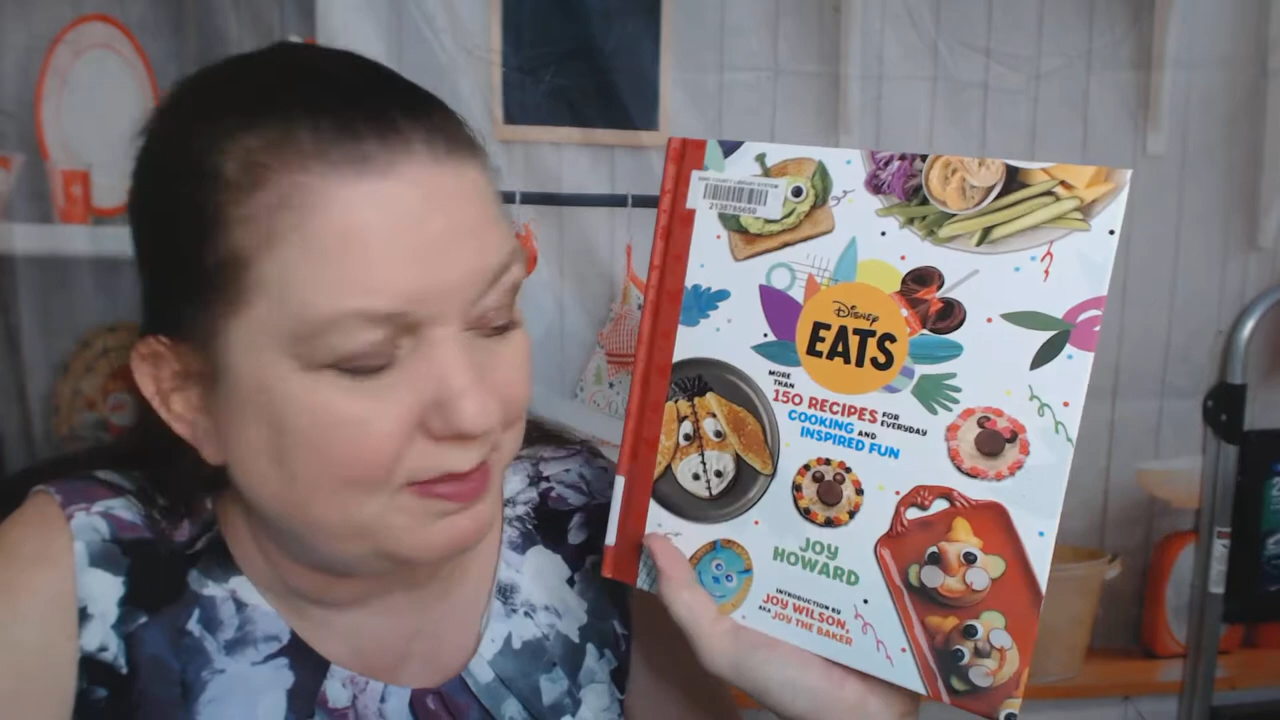 2138785650
DISNEY
EATS
MORE
THAN
150 RECIPES FOR
EVERYDAY
COOKING AND
INSPIRED FUN
JOY
HOWARD
INTRODUCTION BY
JOY WILSON,
AKA JOY THE BAKER